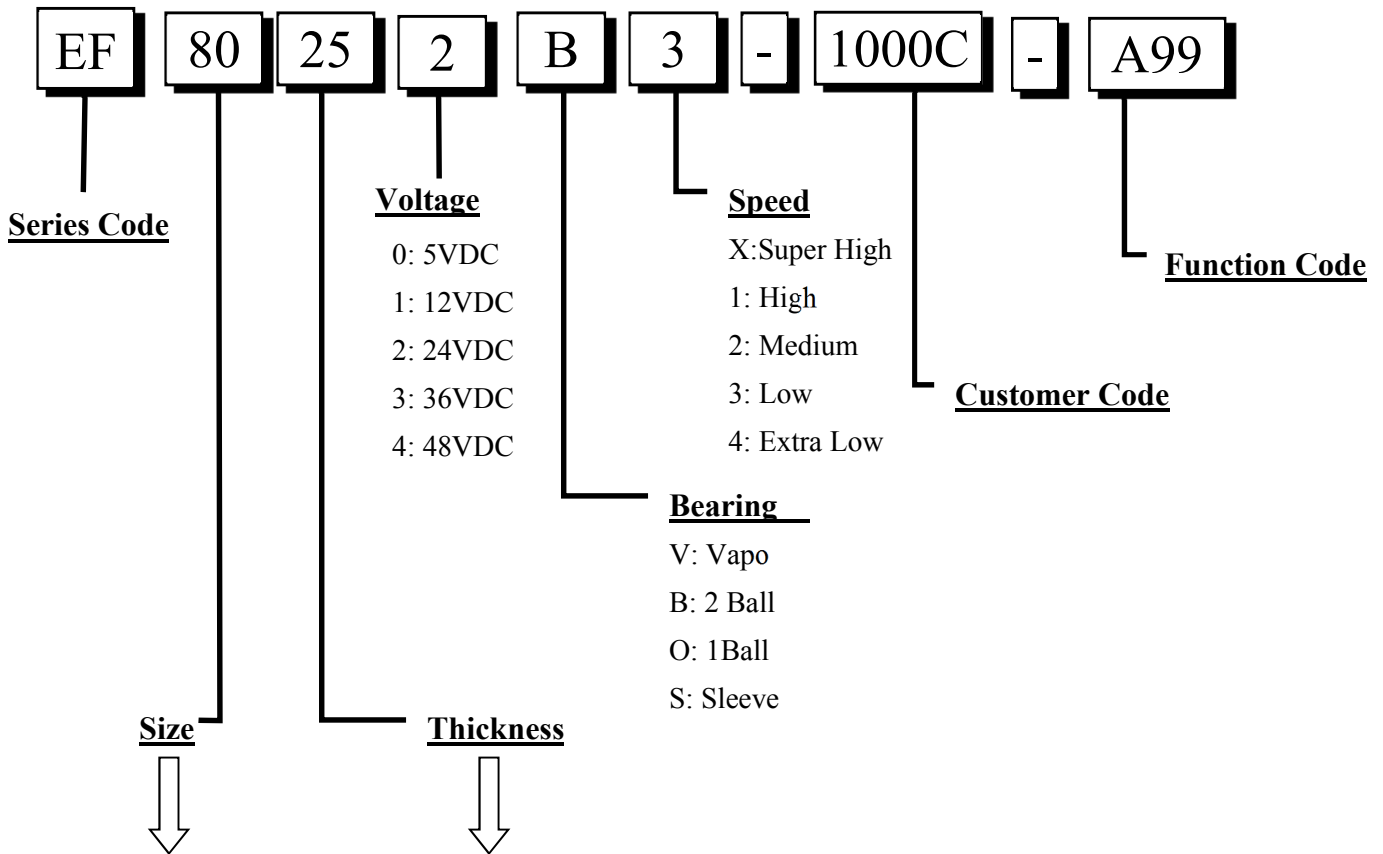 EF 80 25 2 B 3 - 1000C - A99
Series Code
Voltage
0: 5VDC
1: 12VDC
2: 24VDC
3: 36VDC
4: 48VDC
Speed
X:Super High
1: High
2: Medium
3: Low
4: Extra Low
Function Code
Customer Code
Bearing
V: Vapo
B: 2 Ball
O: 1Ball
S: Sleeve
Size
Thickness